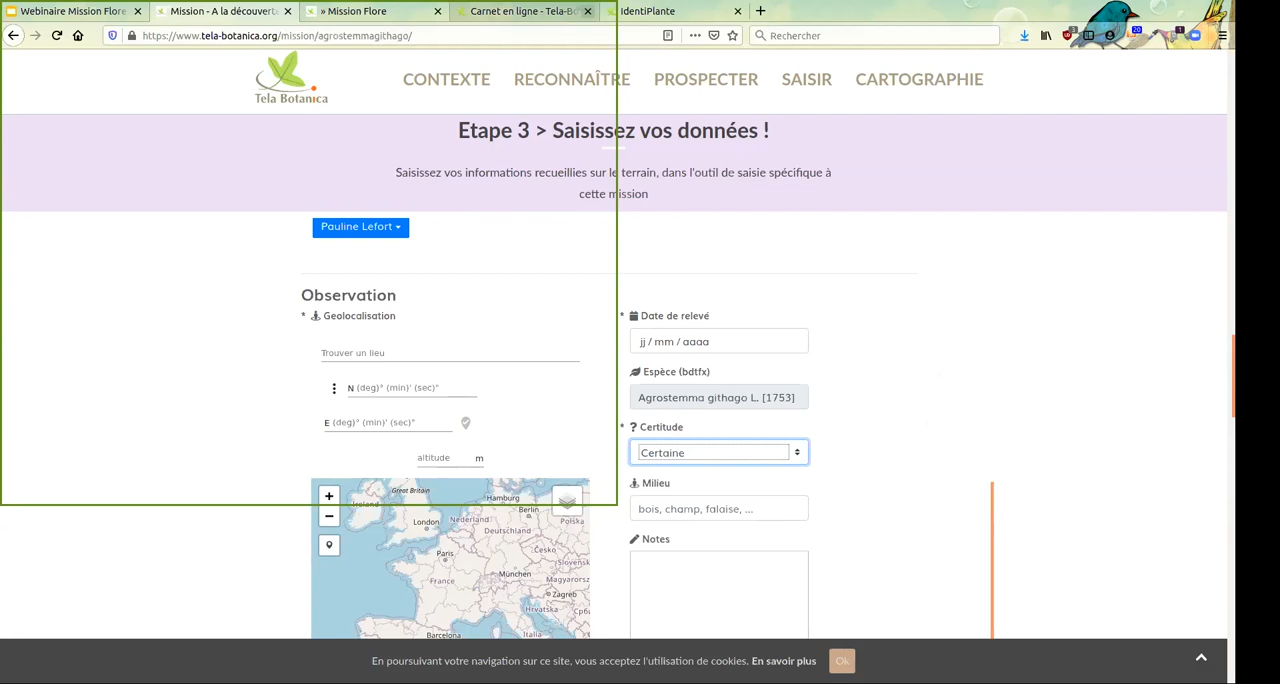 Webinaire Mission Flore
Mission - A la découverte
» Mission Flore
Carnet en ligne - Tela-Bo
IdentiPlante
https://www.tela-botanica.org/mission/agrostemmagithago/
Rechercher
20
1
Tela Botanica
CONTEXTE RECONNAÎTRE PROSPECTER SAISIR CARTOGRAPHIE
Etape 3 > Saisissez vos données !
Saisissez vos informations recueillies sur le terrain, dans l'outil de saisie spécifique à
cette mission
Pauline Lefort
Observation
* Geolocalisation
Trouver un lieu
N (deg)° (min)' (sec)"
E (deg)° (min)' (sec)"
altitude m
* Date de relevé
jj / mm / aaaa
Espèce (bdtfx)
Agrostemma githago L. [1753]
* ? Certitude
Certaine
Milieu
bois, champ, falaise, ...
Notes
+
−
Great Britain
Ireland
London
Nederland
Hamburg
Berlin
Polska
Deutschland
Paris
Česko
München
Magyarország
France
Zagreb
Hrvatska
Italia
Barcelona
En poursuivant votre navigation sur ce site, vous acceptez l'utilisation de cookies. En savoir plus
Ok